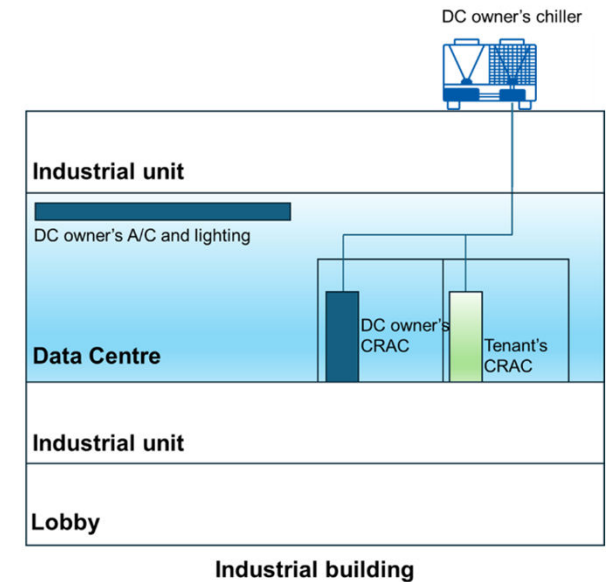 DC owner's chiller
Industrial unit
DC owner's A/C and lighting
DC owner's
CRAC
Tenant's
CRAC
Data Centre
Industrial unit
Lobby
Industrial building